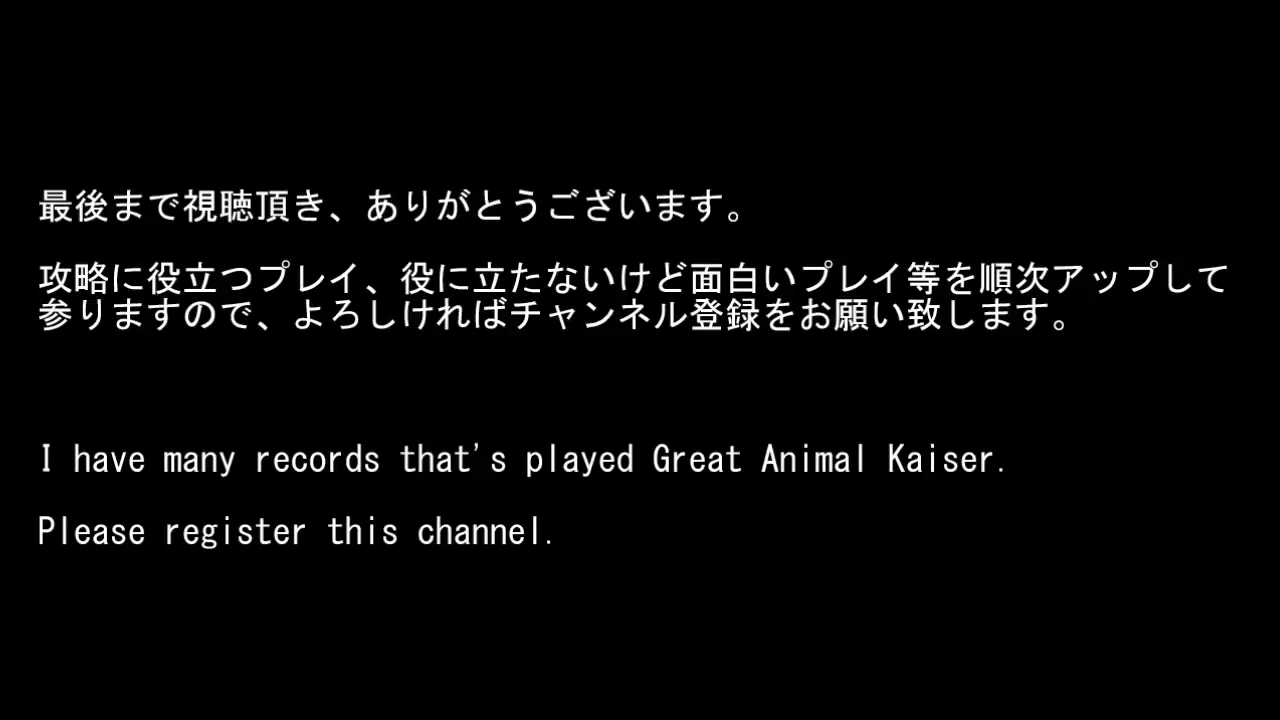 最後まで視聴頂き、ありがとうございます。
攻略に役立つプレイ、役に立たないけど面白いプレイ等を順次アップして
参りますので、よろしければチャンネル登録をお願い致します。
I have many records that's played Great Animal Kaiser.
Please register this channel.